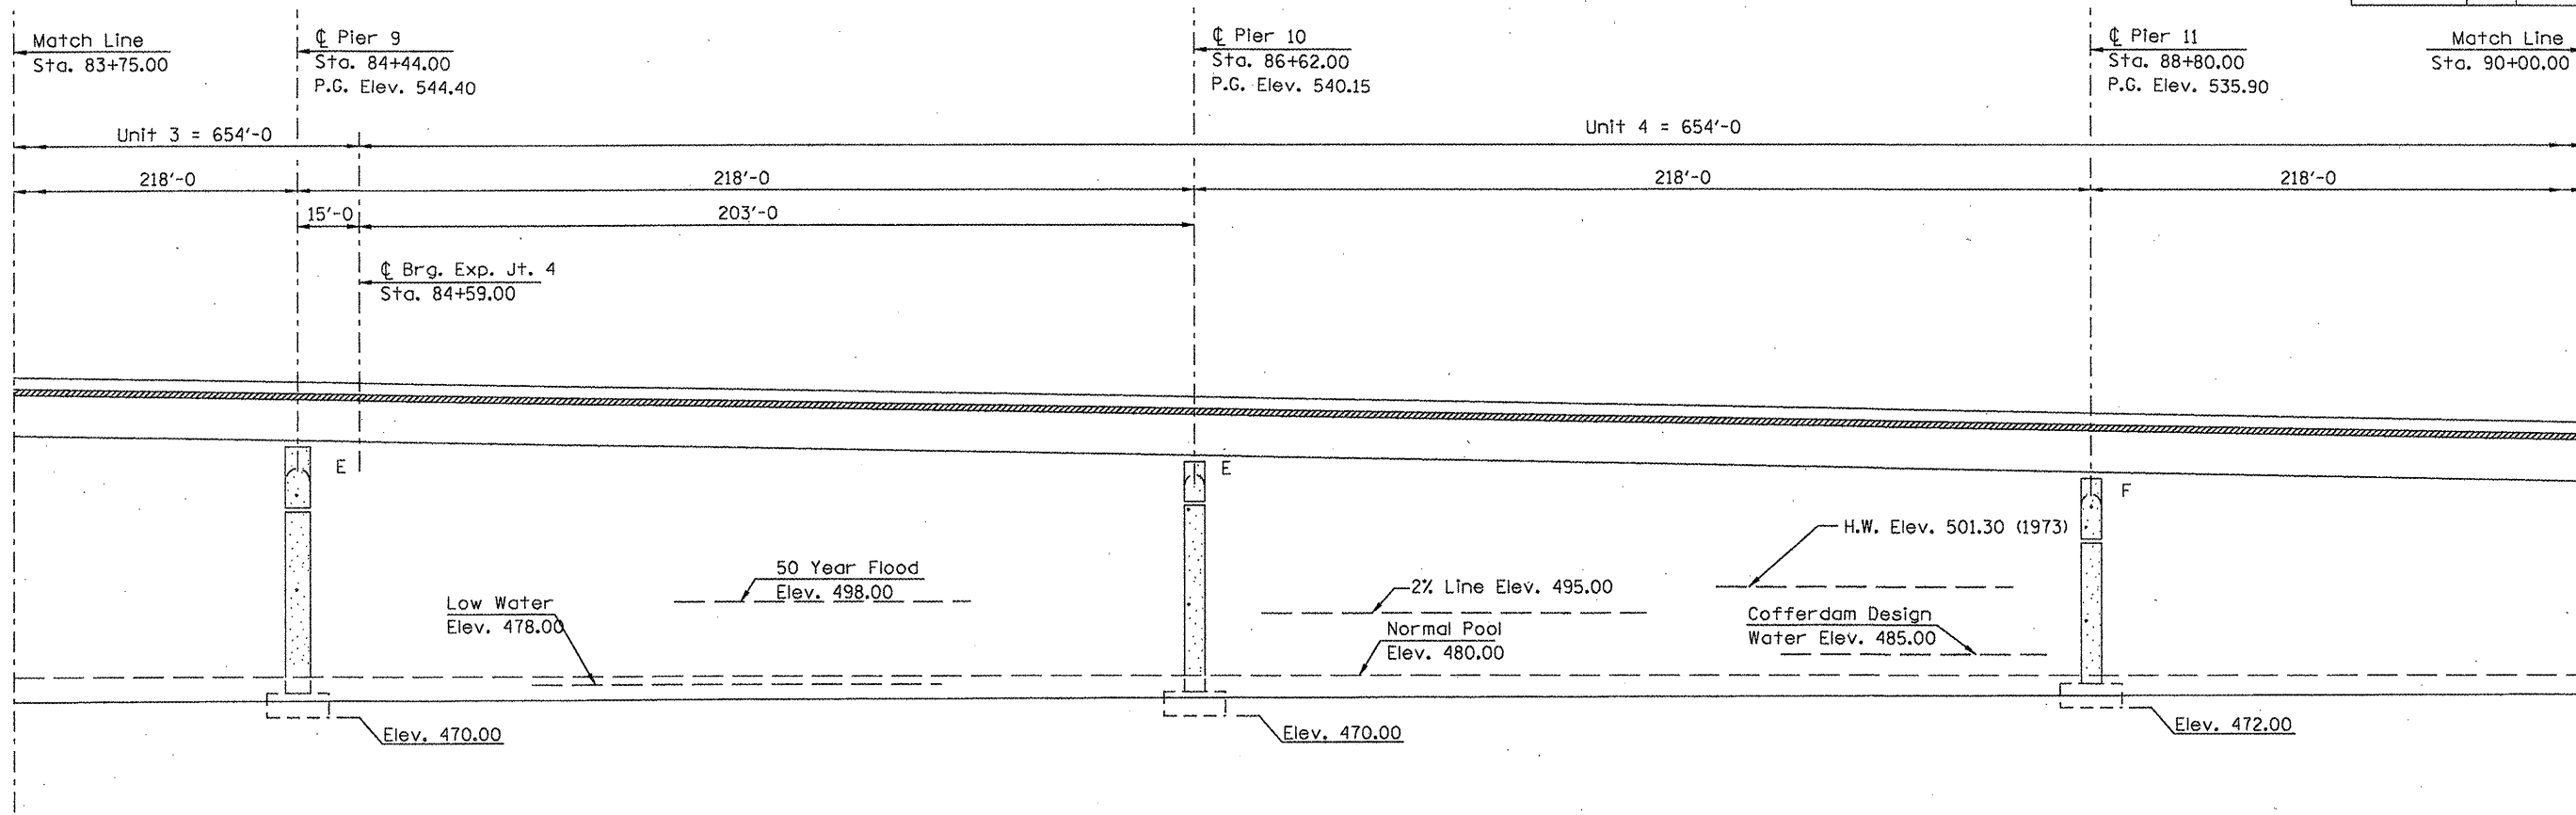 Match Line
Sta. 83+75.00
℄ Pier 9
Sta. 84+44.00
P.G. Elev. 544.40
℄ Pier 10
Sta. 86+62.00
P.G. Elev. 540.15
℄ Pier 11
Sta. 88+80.00
P.G. Elev. 535.90
Match Line
Sta. 90+00.00
Unit 3 = 654'-0
Unit 4 = 654'-0
218'-0
218'-0
218'-0
218'-0
15'-0
203'-0
℄ Brg. Exp. Jt. 4
Sta. 84+59.00
E
E
F
H.W. Elev. 501.30 (1973)
50 Year Flood
Elev. 498.00
2% Line Elev. 495.00
Low Water
Elev. 478.00
Normal Pool
Elev. 480.00
Cofferdam Design
Water Elev. 485.00
Elev. 470.00
Elev. 470.00
Elev. 472.00